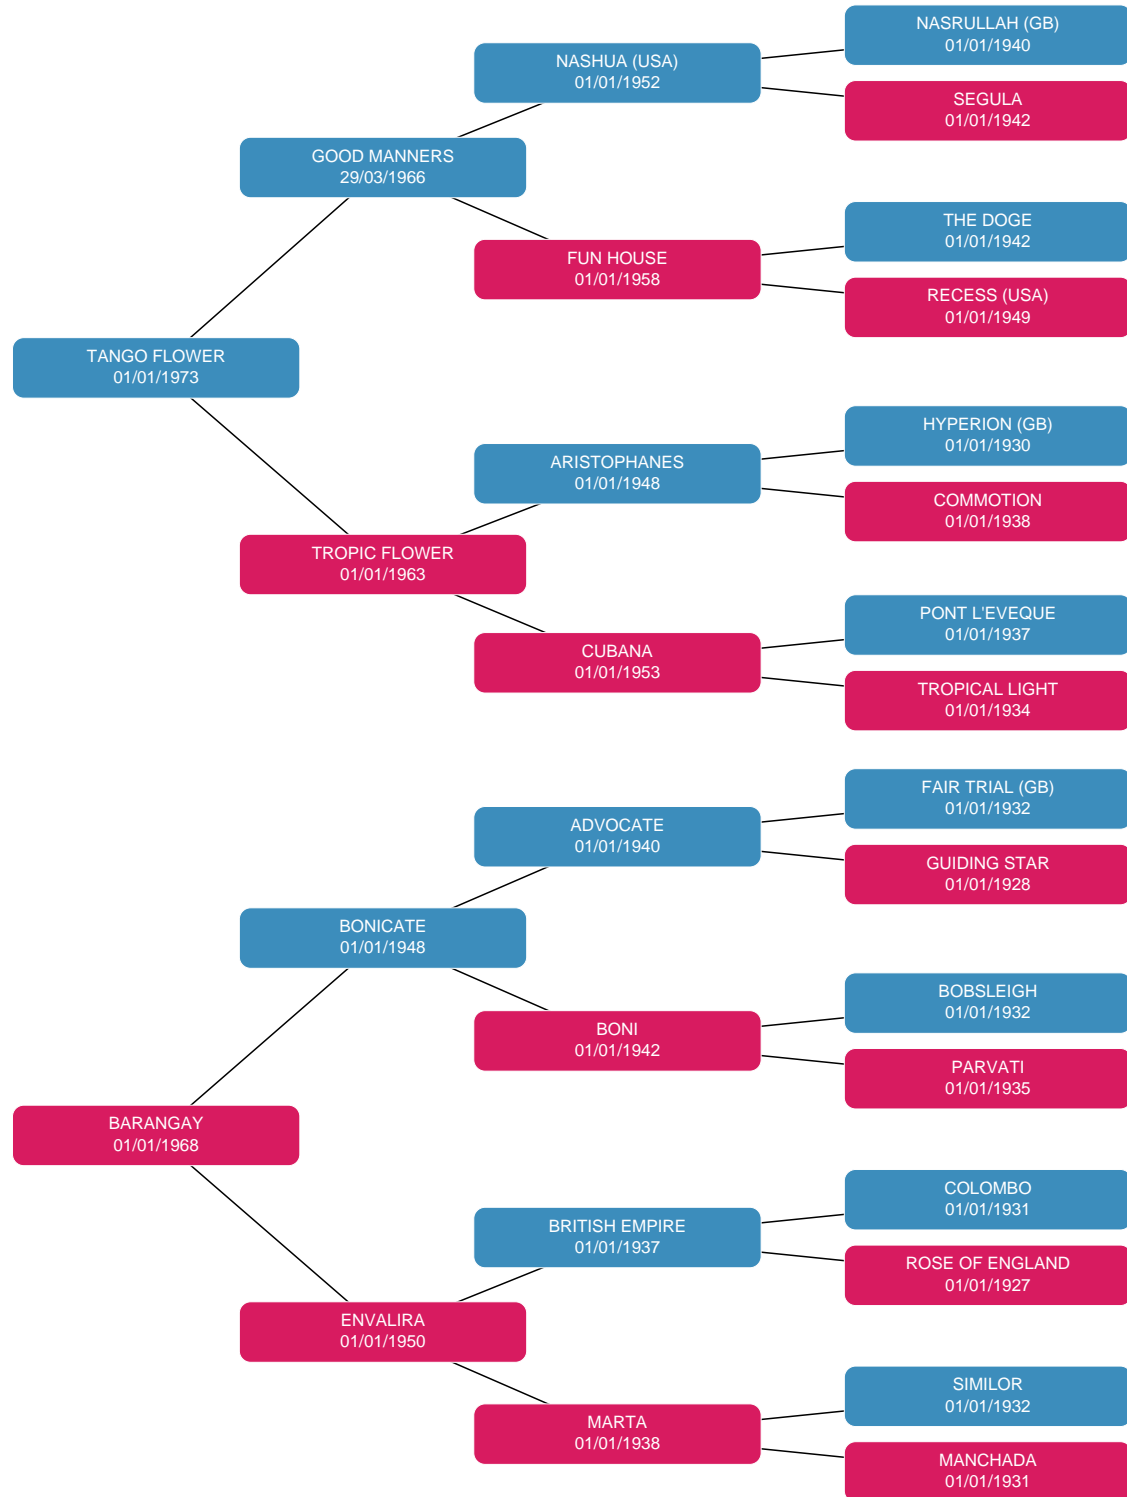 NASRULLAH (GB)
01/01/1940
NASHUA (USA)
01/01/1952
SEGULA
01/01/1942
GOOD MANNERS
29/03/1966
THE DOGE
01/01/1942
FUN HOUSE
01/01/1958
RECESS (USA)
01/01/1949
TANGO FLOWER
01/01/1973
HYPERION (GB)
01/01/1930
ARISTOPHANES
01/01/1948
COMMOTION
01/01/1938
TROPIC FLOWER
01/01/1963
PONT L'EVEQUE
01/01/1937
CUBANA
01/01/1953
TROPICAL LIGHT
01/01/1934
FAIR TRIAL (GB)
01/01/1932
ADVOCATE
01/01/1940
GUIDING STAR
01/01/1928
BONICATE
01/01/1948
BOBSLEIGH
01/01/1932
BONI
01/01/1942
PARVATI
01/01/1935
BARANGAY
01/01/1968
COLOMBO
01/01/1931
BRITISH EMPIRE
01/01/1937
ROSE OF ENGLAND
01/01/1927
ENVALIRA
01/01/1950
SIMILOR
01/01/1932
MARTA
01/01/1938
MANCHADA
01/01/1931